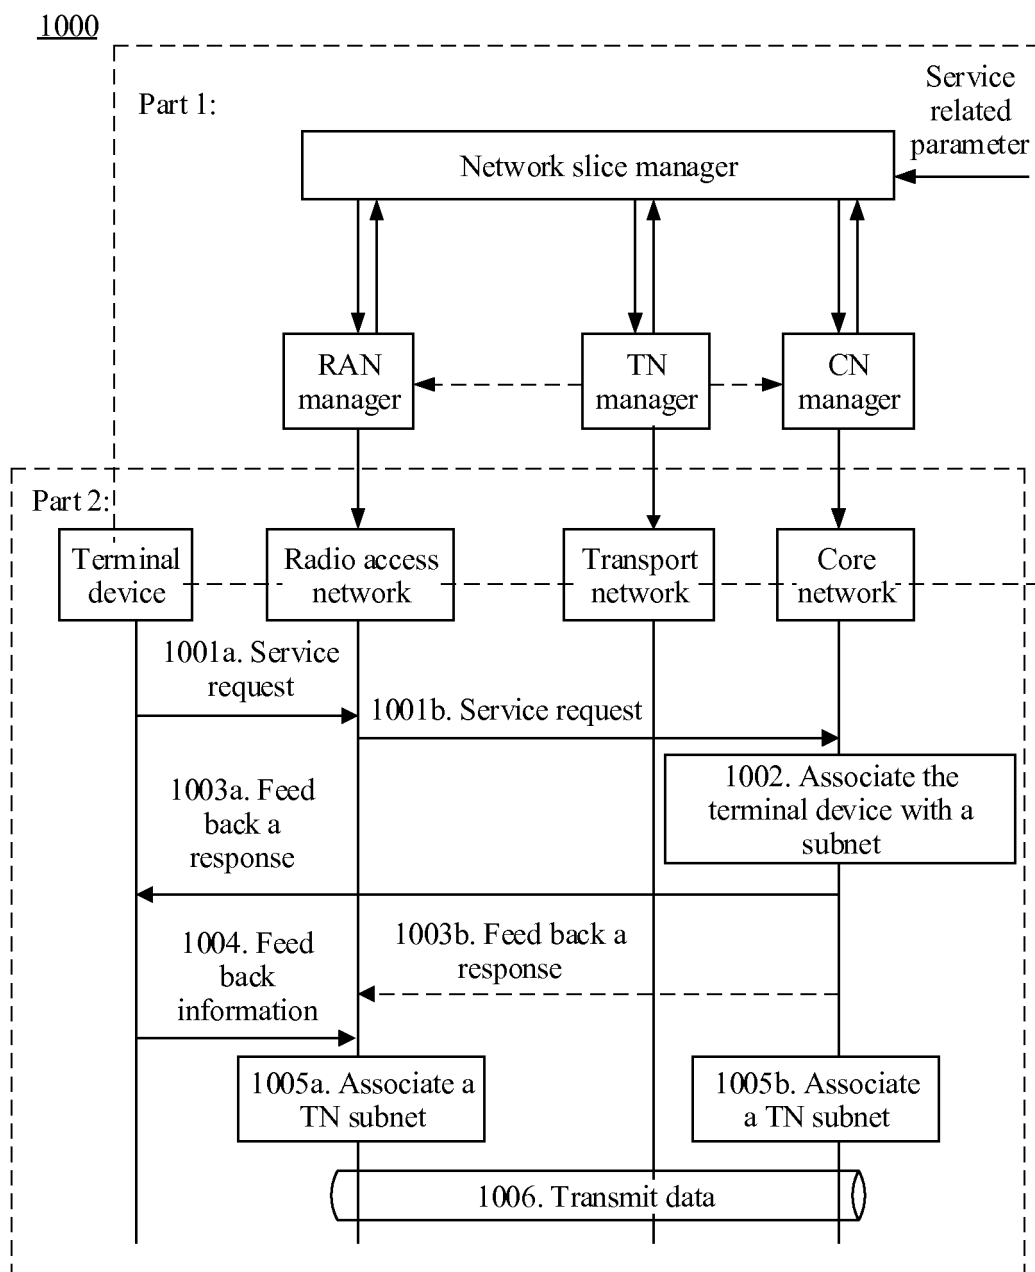 1000
Part 1:
Service
related
parameter
Network slice manager
RAN
manager
TN
manager
CN
manager
Part 2:
Terminal
device
Radio access
network
Transport
network
Core
network
1001a. Service
request
1001b. Service request
1002. Associate the
terminal device with a
subnet
1003a. Feed
back a
response
1003b. Feed back a
response
1004. Feed
back
information
1005a. Associate a
TN subnet
1005b. Associate
a TN subnet
1006. Transmit data